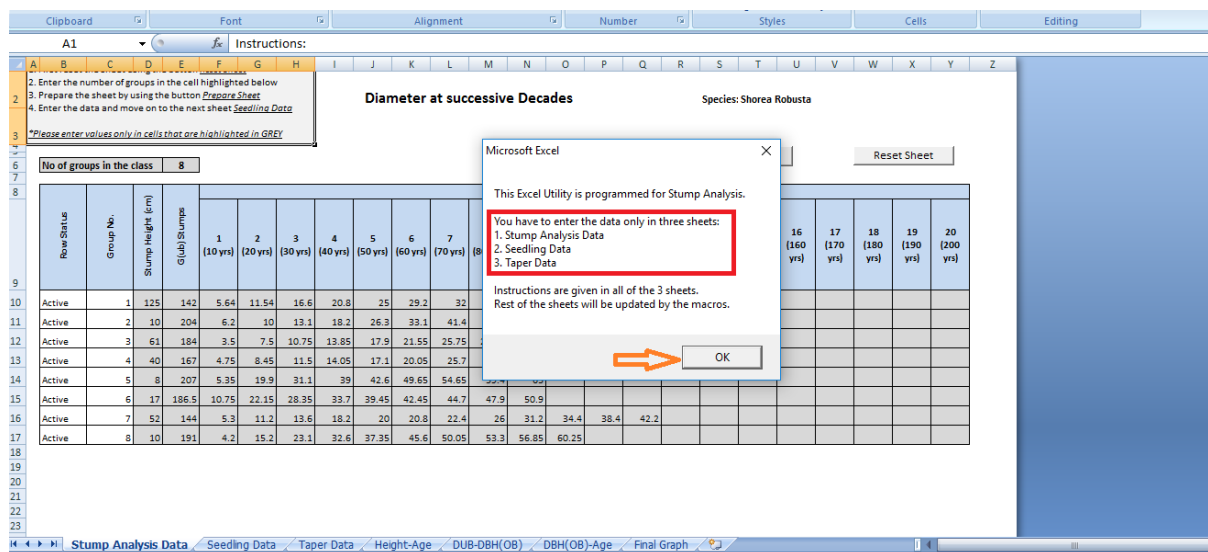 Clipboard Font Alignment Number Styles Cells Editing
A1 fx Instructions:
A B C D E F G H I J K L M N O P Q R S T U V W X Y Z
2. Enter the number of groups in the cell highlighted below
3. Prepare the sheet by using the button Prepare Sheet
4. Enter the data and move on to the next sheet Seedling Data
*Please enter values only in cells that are highlighted in GREY
Diameter at successive Decades
Species: Shorea Robusta
No of groups in the class 8
Reset Sheet
Row Status Group No. Stump Height (cm) G(ub) Stumps 1 (10 yrs) 2 (20 yrs) 3 (30 yrs) 4 (40 yrs) 5 (50 yrs) 6 (60 yrs) 7 (70 yrs) 16 (160 yrs) 17 (170 yrs) 18 (180 yrs) 19 (190 yrs) 20 (200 yrs)
10 Active 1 125 142 5.64 11.54 16.6 20.8 25 29.2 32
11 Active 2 10 204 6.2 10 13.1 18.2 26.3 33.1 41.4
12 Active 3 61 184 3.5 7.5 10.75 13.85 17.9 21.55 25.75
13 Active 4 40 167 4.75 8.45 11.5 14.05 17.1 20.05 25.7
14 Active 5 8 207 5.35 19.9 31.1 39 42.6 49.65 54.65
15 Active 6 17 186.5 10.75 22.15 28.35 33.7 39.45 42.45 44.7 47.9 50.9
16 Active 7 52 144 5.3 11.2 13.6 18.2 20 20.8 22.4 26 31.2 34.4 38.4 42.2
17 Active 8 10 191 4.2 15.2 23.1 32.6 37.35 45.6 50.05 53.3 56.85 60.25
18
19
20
21
22
23
Microsoft Excel
This Excel Utility is programmed for Stump Analysis.
You have to enter the data only in three sheets:
1. Stump Analysis Data
2. Seedling Data
3. Taper Data
Instructions are given in all of the 3 sheets.
Rest of the sheets will be updated by the macros.
OK
Stump Analysis Data Seedling Data Taper Data Height-Age DUB-DBH(OB) DBH(OB)-Age Final Graph